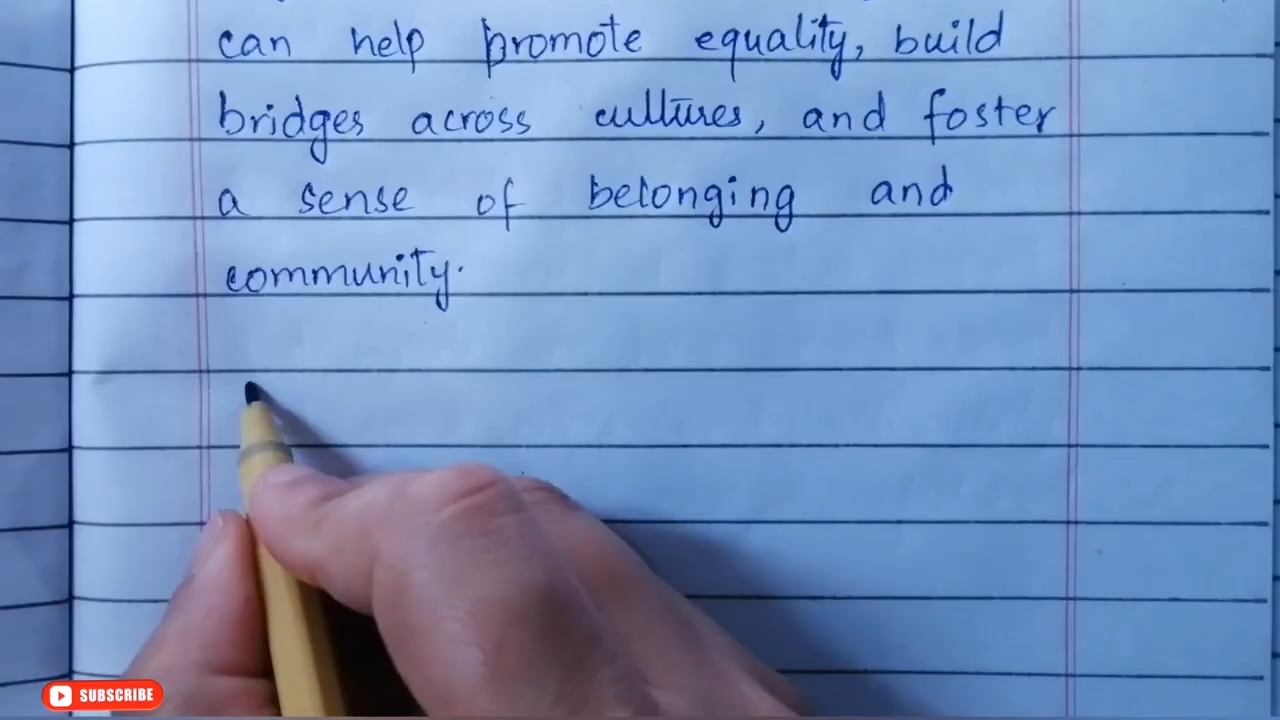 can help promote equality, build
bridges across cultures, and foster
a sense of belonging and
community.
SUBSCRIBE